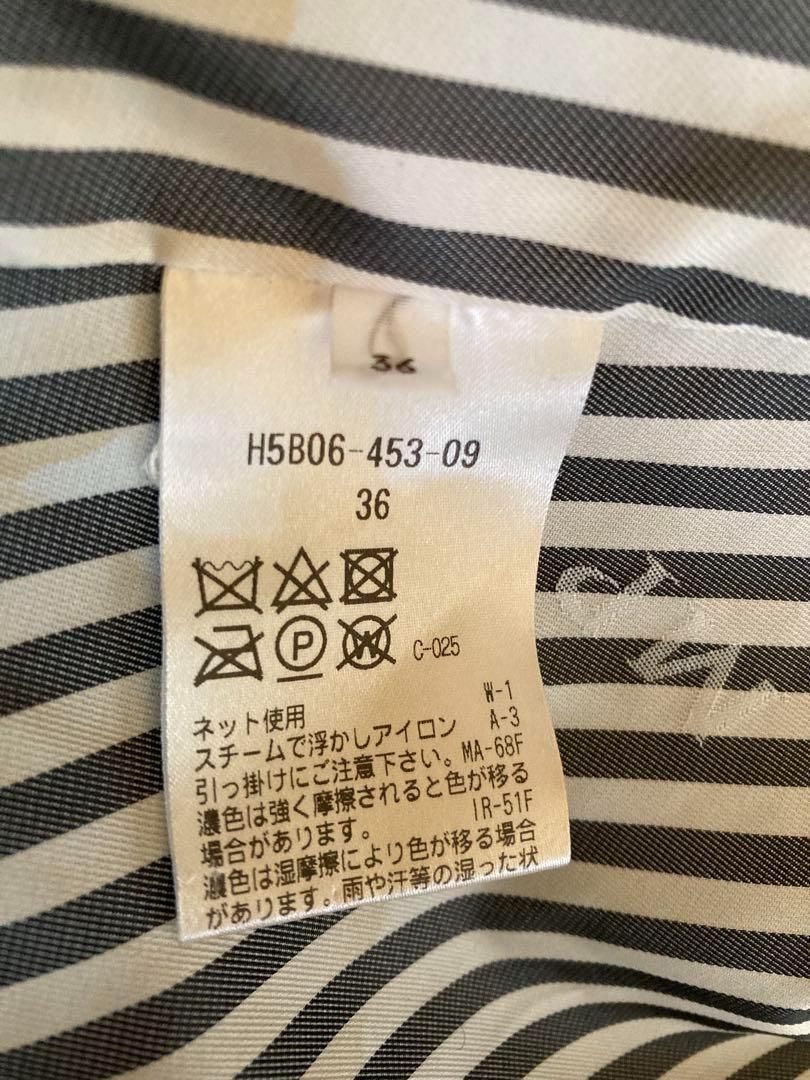 36
H5B06-453-09
36
P
W
C-025
ネット使用
W-1
スチームで浮かしアイロン
A-3
引っ掛けにご注意下さい。
MA-68F
濃色は強く摩擦されると色が移る
場合があります。
IR-51F
濃色は湿摩擦により色が移る場合
があります。雨や汗等の湿った状